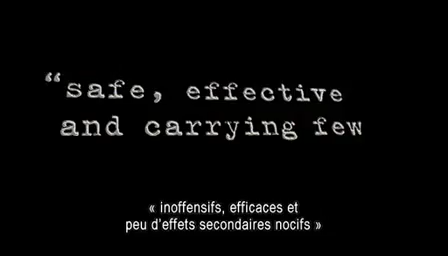 “safe, effective
and carrying few
« inoffensifs, efficaces et
peu d'effets secondaires nocifs »